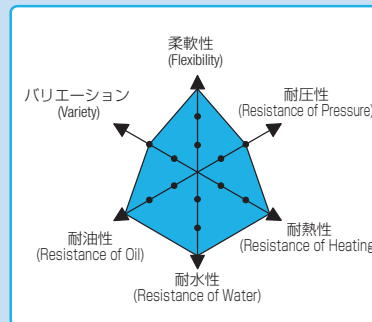 柔軟性
(Flexibility)
バリエーション
(Variety)
耐圧性
(Resistance of Pressure)
耐油性
(Resistance of Oil)
耐熱性
(Resistance of Heating
耐水性
(Resistance of Water)